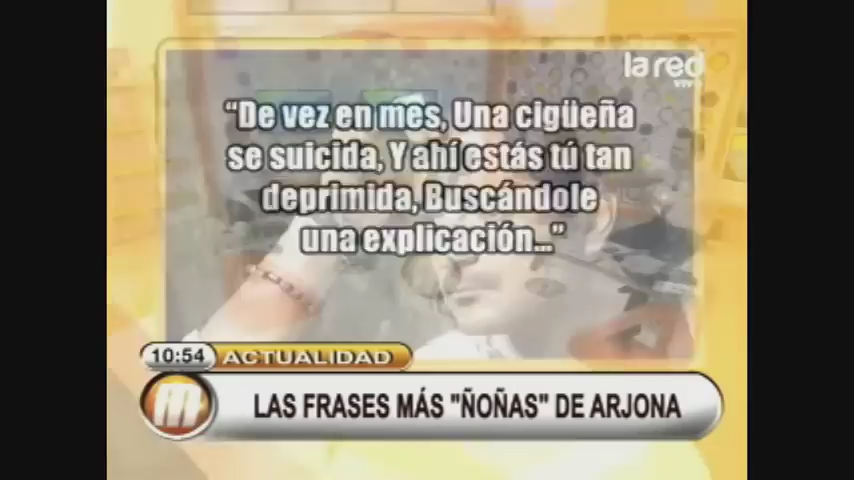 la red
VIVO
“De vez en mes, Una cigüeña
se suicida, Y ahí estás tú tan
deprimida, Buscándole
una explicación...”
10:54 ACTUALIDAD
m LAS FRASES MÁS "ÑOÑAS" DE ARJONA